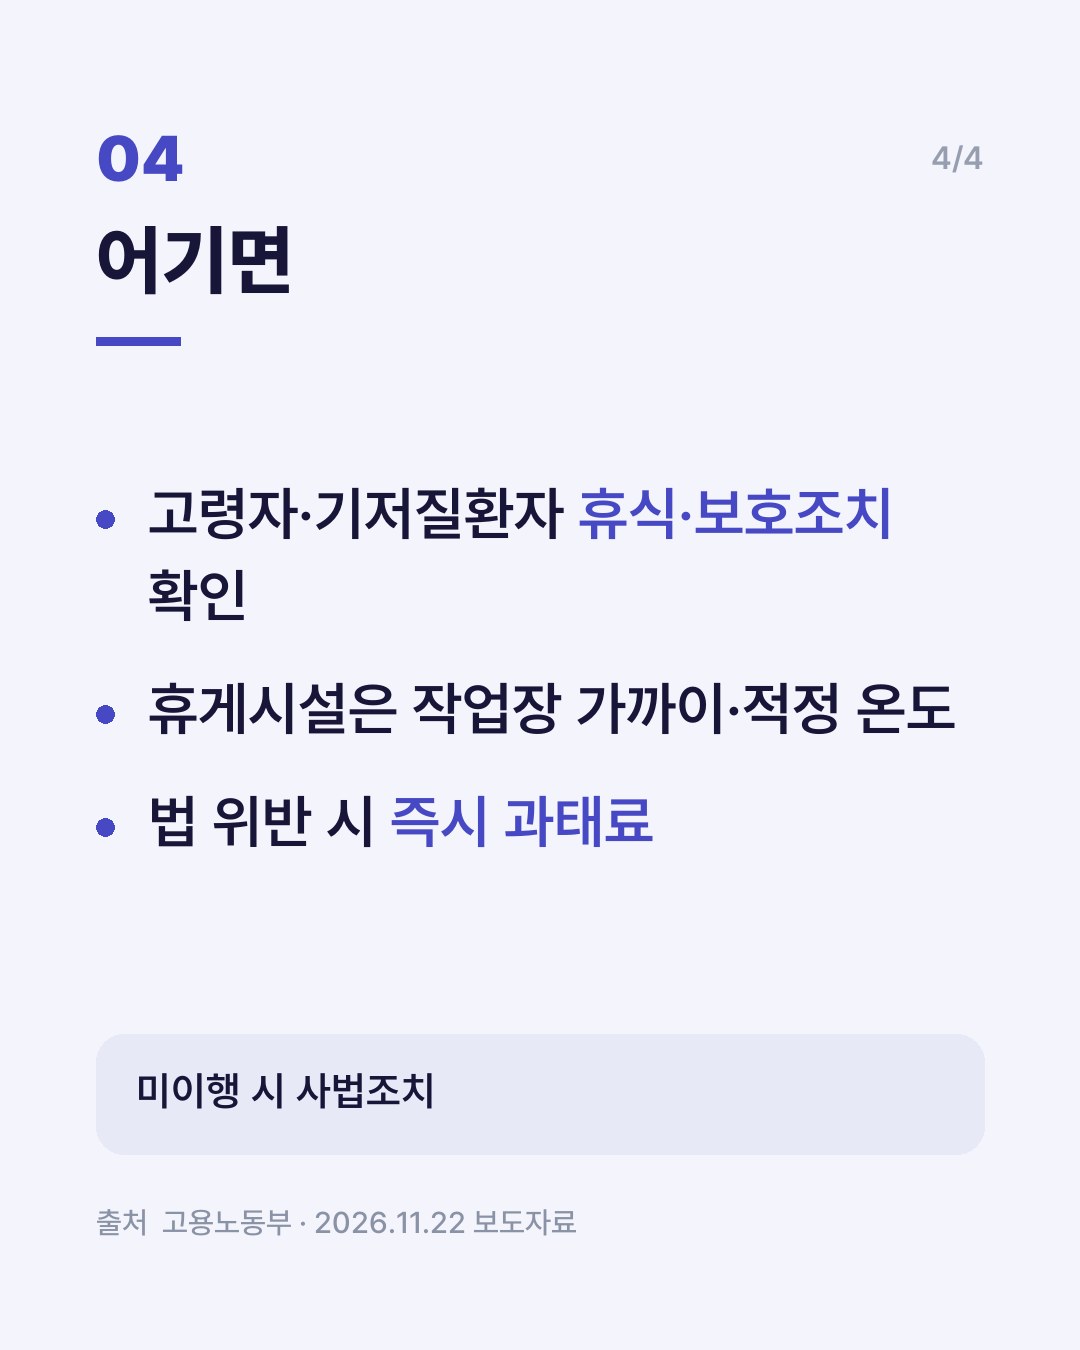 04
4/4
어기면
고령자·기저질환자 휴식·보호조치
확인
휴게시설은 작업장 가까이·적정 온도
법 위반 시 즉시 과태료
미이행 시 사법조치
출처 고용노동부 · 2026.11.22 보도자료